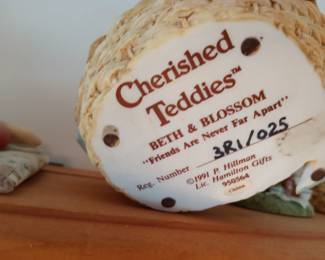 Cherished
Teddies™
BETH & BLOSSOM
"Friends Are Never Far Apart"
Reg. Number 3R1/025
©1991 P. Hillman
Lic. Hamilton Gifts
950564
China